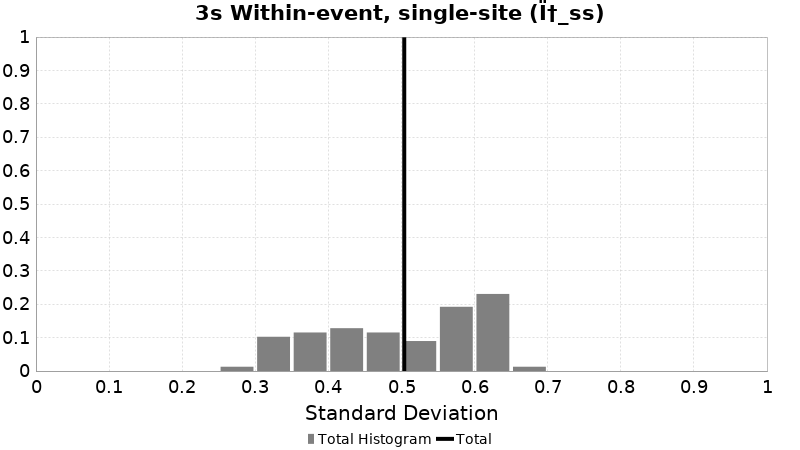 3s Within-event, single-site (Ï†_ss)
1
0.9
0.8
0.7
0.6
0.5
0.4
0.3
0.2
0.1
0
0 0.1 0.2 0.3 0.4 0.5 0.6 0.7 0.8 0.9 1
Standard Deviation
Total Histogram Total